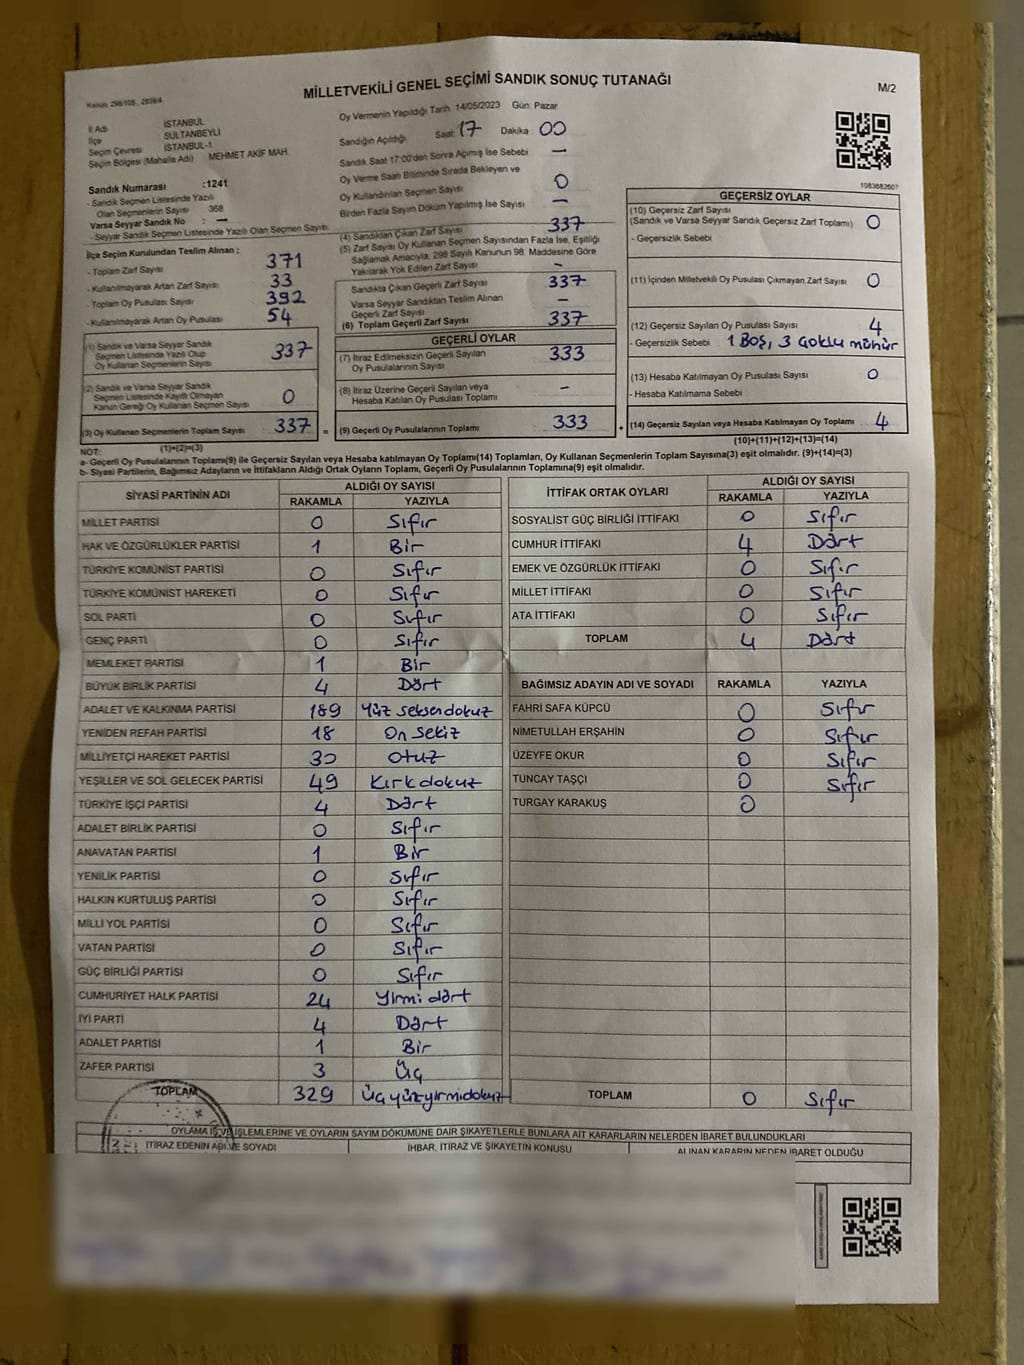 Kanun, 298/105 , 2839/4
MİLLETVEKİLİ GENEL SEÇİMİ SANDIK SONUÇ TUTANAĞI
M/2
İl Adı İSTANBUL
İlçe SULTANBEYLİ
Seçim Çevresi İSTANBUL-1
Seçim Bölgesi (Mahalle Adı) MEHMET AKİF MAH.
Sandık Numarası :1241
- Sandık Seçmen Listesinde Yazılı
Olan Seçmenlerin Sayısı 368
Varsa Seyyar Sandık No : —
- Seyyar Sandık Seçmen Listesinde Yazılı Olan Seçmen Sayısı:
Oy Vermenin Yapıldığı Tarih 14/05/2023 Gün Pazar
Sandığın Açıldığı Saat 17 Dakika 00
Sandık Saat 17:00'den Sonra Açımış İse Sebebi —
Oy Verme Saati Bitiminde Sırada Bekleyen ve
Oy Kullandırılan Seçmen Sayısı 0
Birden Fazla Sayım Döküm Yapılmış İse Sayısı —
1083682607
İlçe Seçim Kurulundan Teslim Alınan :
- Toplam Zarf Sayısı 371
- Kullanılmayarak Artan Zarf Sayısı 33
- Toplam Oy Pusulası Sayısı 392
- Kullanılmayarak Artan Oy Pusulası 54
(1) Sandık ve Varsa Seyyar Sandık
Seçmen Listesinde Yazılı Olup
Oy Kullanan Seçmenlerin Sayısı 337
(2) Sandık ve Varsa Seyyar Sandık
Seçmen Listesinde Kayıtlı Olmayan
Kanun Gereği Oy Kullanan Seçmen Sayısı 0
(3) Oy Kullanan Seçmenlerin Toplam Sayısı 337 =
(1)+(2)=(3)
(4) Sandıktan Çıkan Zarf Sayısı 337
(5) Zarf Sayısı Oy Kullanan Seçmen Sayısından Fazla İse, Eşitliği
Sağlamak Amacıyla, 298 Sayılı Kanunun 98. Maddesine Göre
Yakılarak Yok Edilen Zarf Sayısı —
Sandıkta Çıkan Geçerli Zarf Sayısı 337
Varsa Seyyar Sandıktan Teslim Alınan
Geçerli Zarf Sayısı —
(6) Toplam Geçerli Zarf Sayısı 337
GEÇERLİ OYLAR
(7) İtiraz Edilmeksizin Geçerli Sayılan
Oy Pusulalarının Sayısı 333
(8) İtiraz Üzerine Geçerli Sayılan veya
Hesaba Katılan Oy Pusulası Toplamı —
(9) Geçerli Oy Pusulalarının Toplamı 333 +
GEÇERSİZ OYLAR
(10) Geçersiz Zarf Sayısı
(Sandık ve Varsa Seyyar Sandık Geçersiz Zarf Toplamı) 0
- Geçersizlik Sebebi
(11) İçinden Milletvekili Oy Pusulası Çıkmayan Zarf Sayısı 0
(12) Geçersiz Sayılan Oy Pusulası Sayısı 4
- Geçersizlik Sebebi 1 Boş, 3 Çoklu mühür
(13) Hesaba Katılmayan Oy Pusulası Sayısı 0
- Hesaba Katılmama Sebebi
(14) Geçersiz Sayılan veya Hesaba Katılmayan Oy Toplamı 4
(10)+(11)+(12)+(13)=(14)
NOT:
a- Geçerli Oy Pusulalarının Toplamı(9) ile Geçersiz Sayılan veya Hesaba Katılmayan Oy Toplamı(14) Toplamları, Oy Kullanan Seçmenlerin Toplam Sayısına(3) eşit olmalıdır. (9)+(14)=(3)
b- Siyasi Partilerin, Bağımsız Adayların ve İttifakların Aldığı Ortak Oyların Toplamı, Geçerli Oy Pusulalarının Toplamına(9) eşit olmalıdır.
SİYASİ PARTİNİN ADI ALDIĞI OY SAYISI
RAKAMLA YAZIYLA
MİLLET PARTİSİ 0 Sıfır
HAK VE ÖZGÜRLÜKLER PARTİSİ 1 Bir
TÜRKİYE KOMÜNİST PARTİSİ 0 Sıfır
TÜRKİYE KOMÜNİST HAREKETİ 0 Sıfır
SOL PARTİ 0 Sıfır
GENÇ PARTİ 0 Sıfır
MEMLEKET PARTİSİ 1 Bir
BÜYÜK BİRLİK PARTİSİ 4 Dört
ADALET VE KALKINMA PARTİSİ 189 Yüz seksendokuz
YENİDEN REFAH PARTİSİ 18 On sekiz
MİLLİYETÇİ HAREKET PARTİSİ 30 otuz
YEŞİLLER VE SOL GELECEK PARTİSİ 49 Kırkdokuz
TÜRKİYE İŞÇİ PARTİSİ 4 Dört
ADALET BİRLİK PARTİSİ 0 Sıfır
ANAVATAN PARTİSİ 1 Bir
YENİLİK PARTİSİ 0 Sıfır
HALKIN KURTULUŞ PARTİSİ 0 Sıfır
MİLLİ YOL PARTİSİ 0 Sıfır
VATAN PARTİSİ 0 Sıfır
GÜÇ BİRLİĞİ PARTİSİ 0 Sıfır
CUMHURİYET HALK PARTİSİ 24 Yirmi dört
İYİ PARTİ 4 Dört
ADALET PARTİSİ 1 Bir
ZAFER PARTİSİ 3 Üç
TOPLAM 329 Üçyüzyirmidokuz
İTTİFAK ORTAK OYLARI ALDIĞI OY SAYISI
RAKAMLA YAZIYLA
SOSYALİST GÜÇ BİRLİĞİ İTTİFAKI 0 Sıfır
CUMHUR İTTİFAKI 4 Dört
EMEK VE ÖZGÜRLÜK İTTİFAKI 0 Sıfır
MİLLET İTTİFAKI 0 Sıfır
ATA İTTİFAKI 0 Sıfır
TOPLAM 4 Dört
BAĞIMSIZ ADAYIN ADI VE SOYADI RAKAMLA YAZIYLA
FAHRİ SAFA KÜPCÜ 0 Sıfır
NİMETULLAH ERŞAHİN 0 Sıfır
ÜZEYFE OKUR 0 Sıfır
TUNCAY TAŞÇI 0 Sıfır
TURGAY KARAKUŞ 0
TOPLAM 0 Sıfır
OYLAMA İŞ VE İŞLEMLERİNE VE OYLARIN SAYIM DÖKÜMÜNE DAİR ŞİKAYETLERLE BUNLARA AİT KARARLARIN NELERDEN İBARET BULUNDUKLARI
İTİRAZ EDENİN ADI VE SOYADI İHBAR, İTİRAZ VE ŞİKAYETİN KONUSU ALINAN KARARIN NEDEN İBARET OLDUĞU